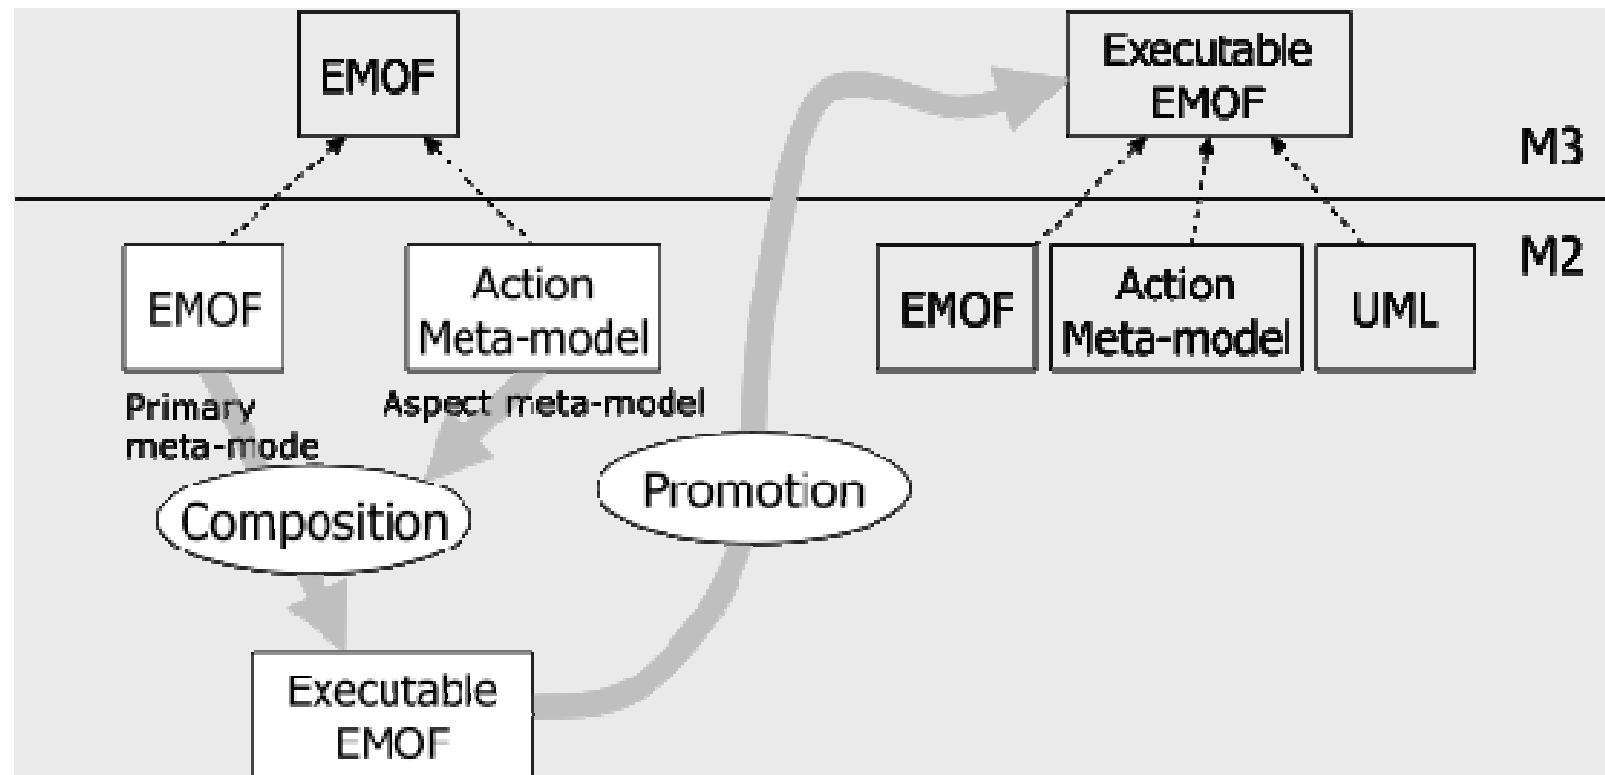 EMOF
Executable
EMOF
M3
M2
EMOF
Action
Meta-model
EMOF
Action
Meta-model
UML
Primary
meta-mode
Aspect meta-model
Composition
Promotion
Executable
EMOF